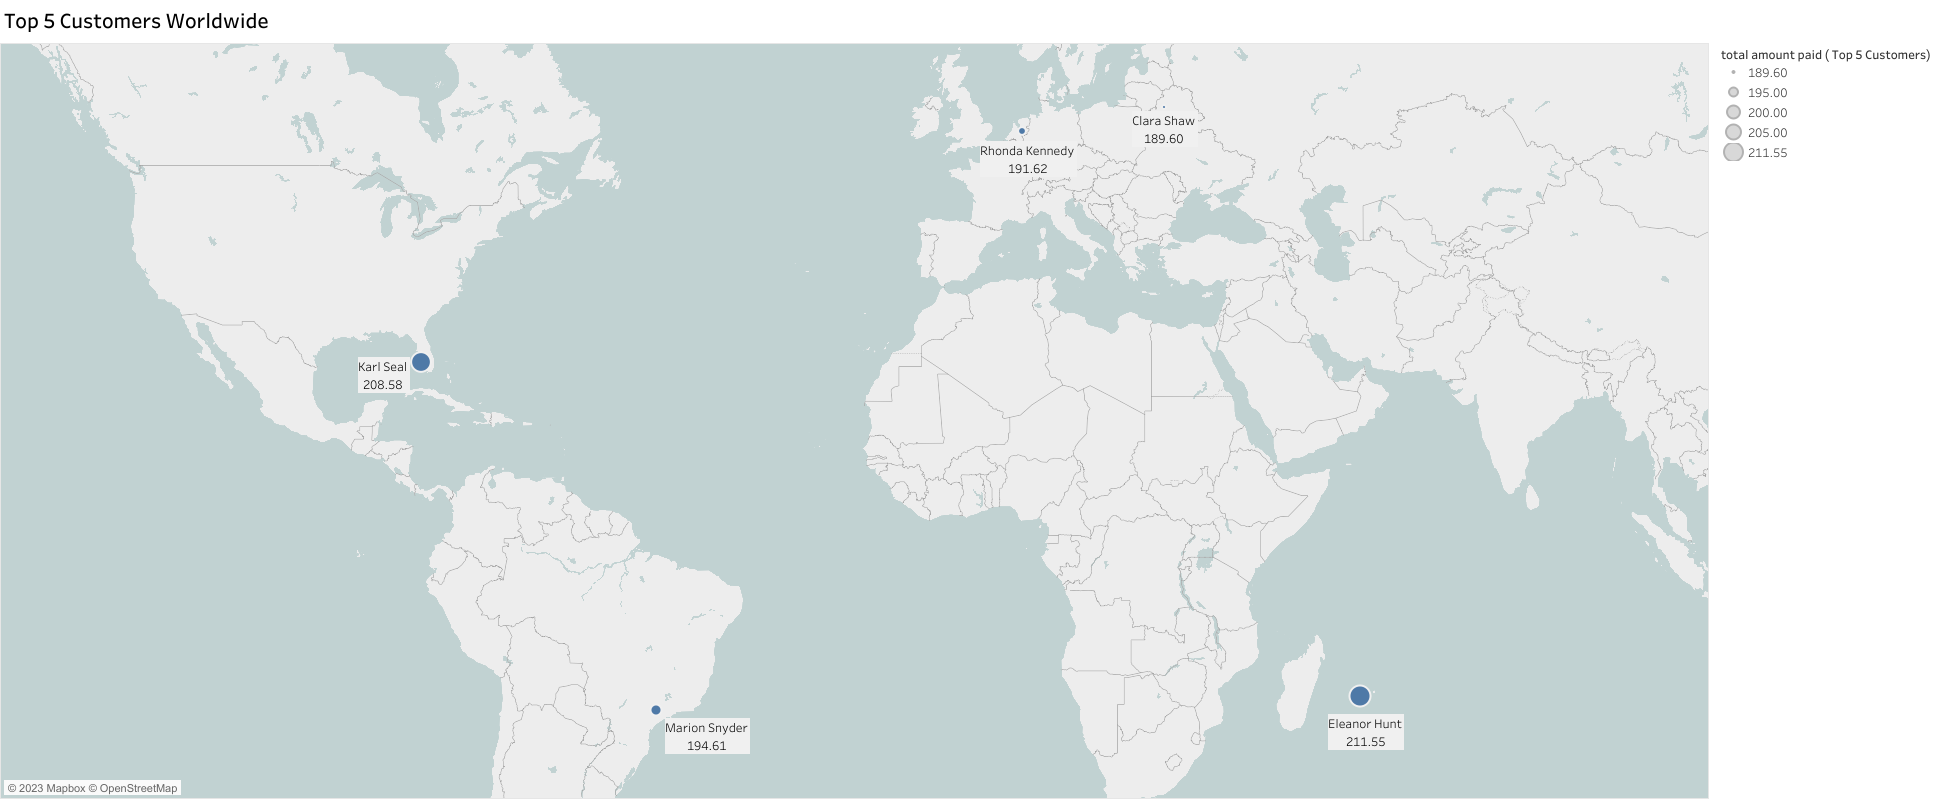 Top 5 Customers Worldwide
total amount paid ( Top 5 Customers)
189.60
195.00
200.00
205.00
211.55
Clara Shaw
189.60
Rhonda Kennedy
191.62
Karl Seal
208.58
Marion Snyder
194.61
Eleanor Hunt
211.55
© 2023 Mapbox © OpenStreetMap